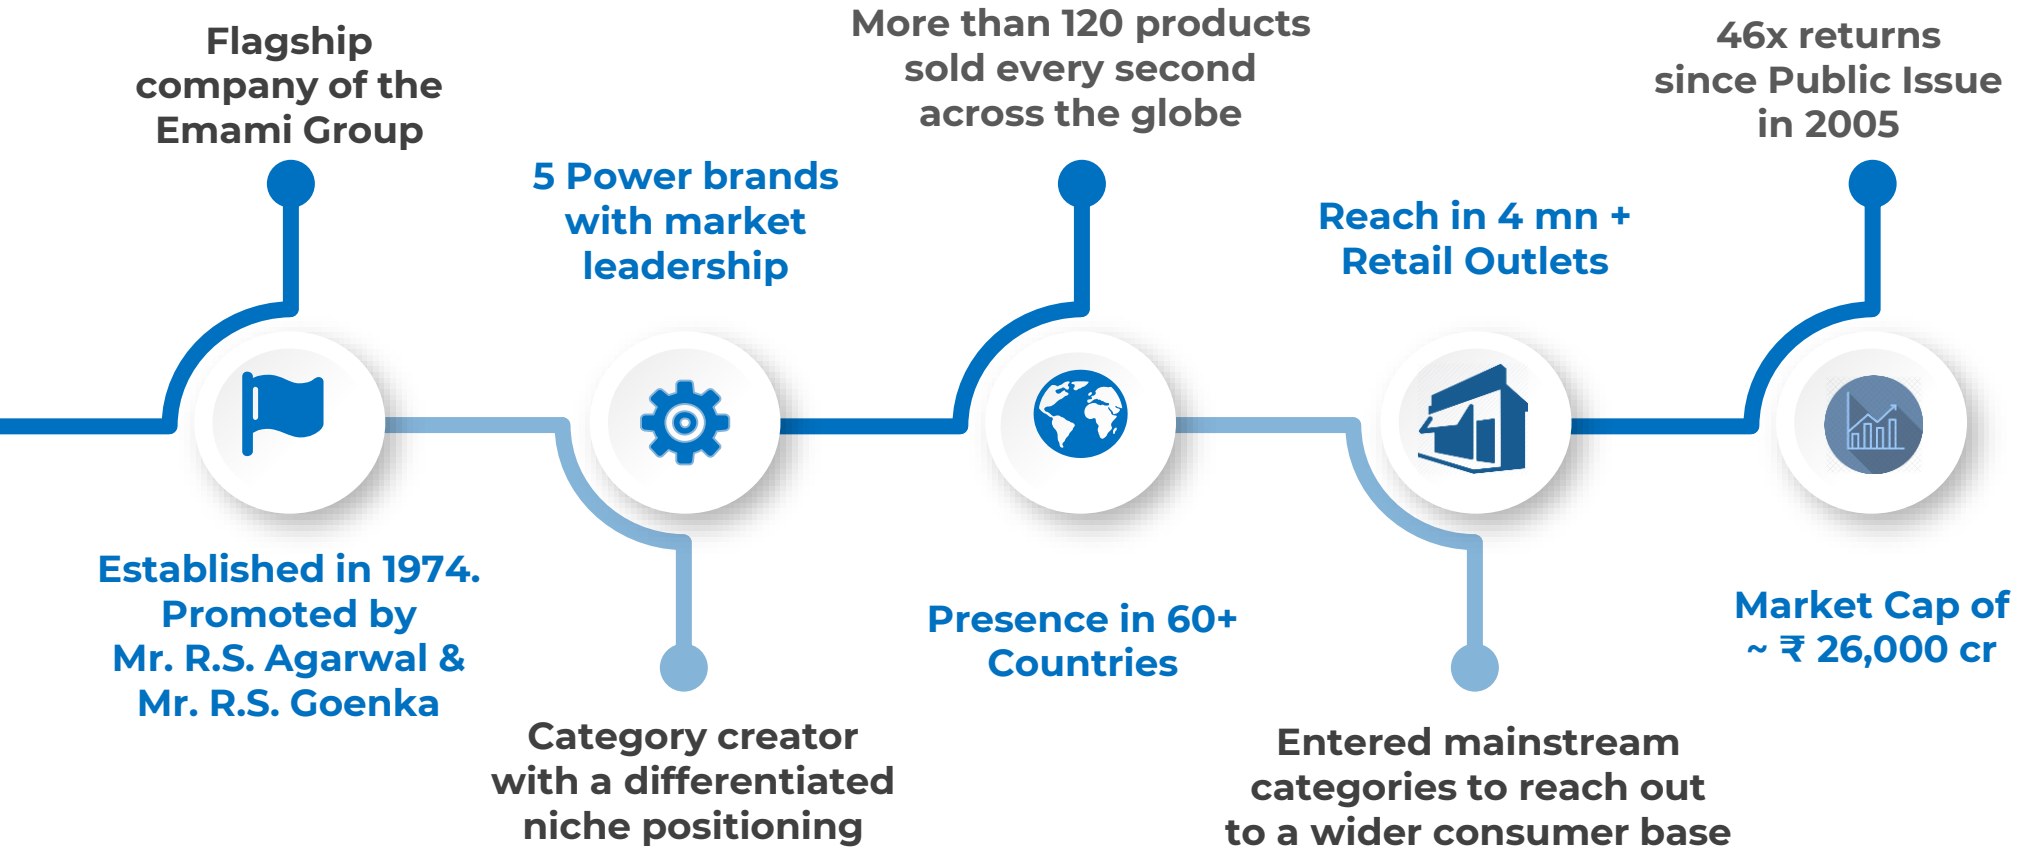 Flagship
company of the
Emami Group
Established in 1974.
Promoted by
Mr. R.S. Agarwal &
Mr. R.S. Goenka
5 Power brands
with market
leadership
Category creator
with a differentiated
niche positioning
More than 120 products
sold every second
across the globe
Presence in 60+
Countries
Reach in 4 mn +
Retail Outlets
Entered mainstream
categories to reach out
to a wider consumer base
46x returns
since Public Issue
in 2005
Market Cap of
~ ₹ 26,000 cr